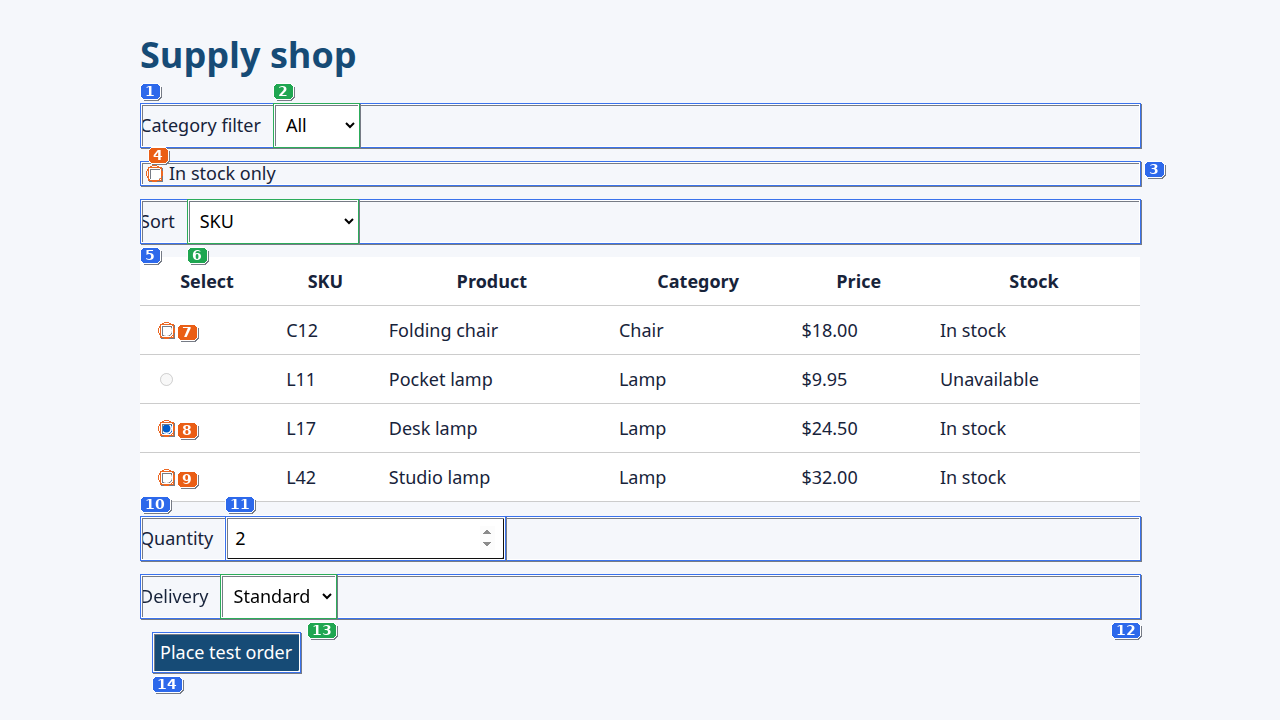 Supply shop
1 2
Category filter All
4
In stock only 3
Sort SKU
5 6
Select SKU Product Category Price Stock
7 C12 Folding chair Chair $18.00 In stock
L11 Pocket lamp Lamp $9.95 Unavailable
8 L17 Desk lamp Lamp $24.50 In stock
9 L42 Studio lamp Lamp $32.00 In stock
10 11
Quantity 2
Delivery Standard
13 12
Place test order
14